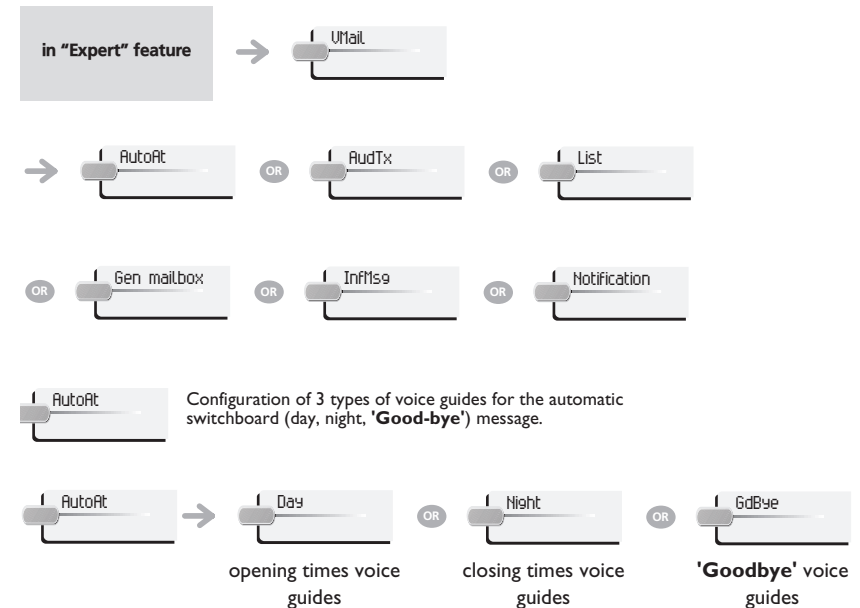 in “Expert” feature
VMail
AutoAt
OR
AudTx
OR
List
OR
Gen mailbox
OR
InfMsg
OR
Notification
AutoAt
Configuration of 3 types of voice guides for the automatic
switchboard (day, night, 'Good-bye') message.
AutoAt
Day
OR
Night
OR
GdBye
opening times voice
guides
closing times voice
guides
'Goodbye' voice
guides